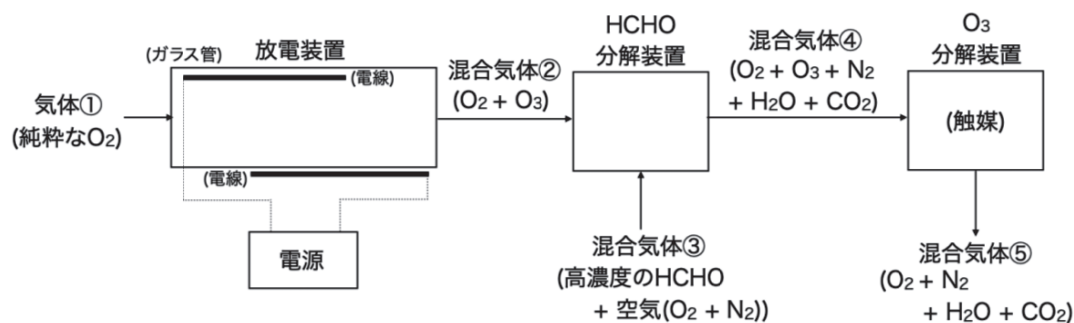 放電装置
(ガラス管)
(電線)
気体①
(純粋なO2)
(電線)
電源
混合気体②
(O2 + O3)
HCHO
分解装置
混合気体③
(高濃度のHCHO
+ 空気(O2 + N2))
混合気体④
(O2 + O3 + N2
+ H2O + CO2)
O3
分解装置
(触媒)
混合気体⑤
(O2 + N2
+ H2O + CO2)